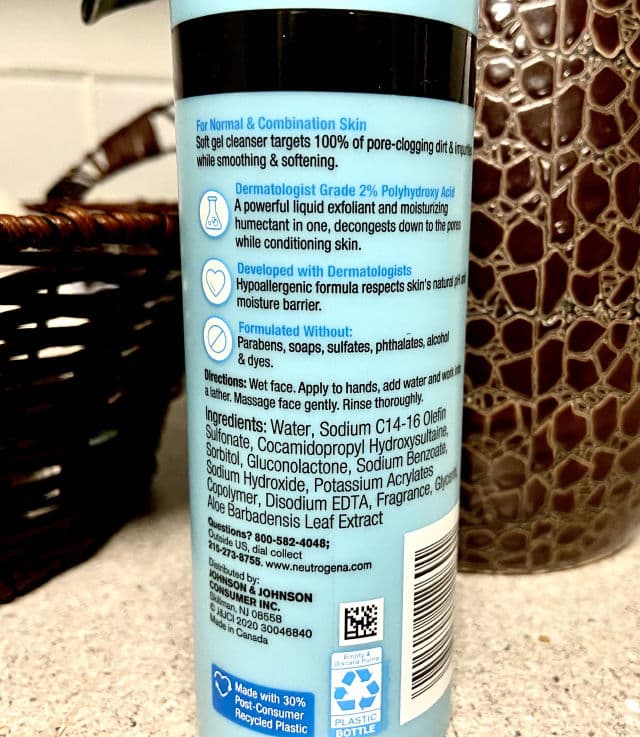 For Normal & Combination Skin
Soft gel cleanser targets 100% of pore-clogging dirt &
while smoothing & softening.
Dermatologist Grade 2% Polyhydroxy Acid
A powerful liquid exfoliant and moisturizing
humectant in one, decongests down to the pores
while conditioning skin.
Developed with Dermatologists
Hypoallergenic formula respects skin's natural pH and
moisture barrier.
Formulated Without:
Parabens, soaps, sulfates, phthalates, alcohol
& dyes.
Directions: Wet face. Apply to hands, add water and work into
a lather. Massage face gently. Rinse thoroughly.
Ingredients: Water, Sodium C14-16 Olefin
Sulfonate, Cocamidopropyl Hydroxysultaine,
Sorbitol, Gluconolactone, Sodium Benzoate,
Sodium Hydroxide, Potassium Acrylates
Copolymer, Disodium EDTA, Fragrance, Glycerin,
Aloe Barbadensis Leaf Extract
Questions? 800-582-4048;
Outside US, dial collect
215-273-8755. www.neutrogena.com
Distributed by:
JOHNSON & JOHNSON
CONSUMER INC.
Skillman, NJ 08558
© J&JCI 2020 30046840
Made in Canada
Empty &
Discard Pump
PLASTIC
BOTTLE
Made with 30%
Post-Consumer
Recycled Plastic